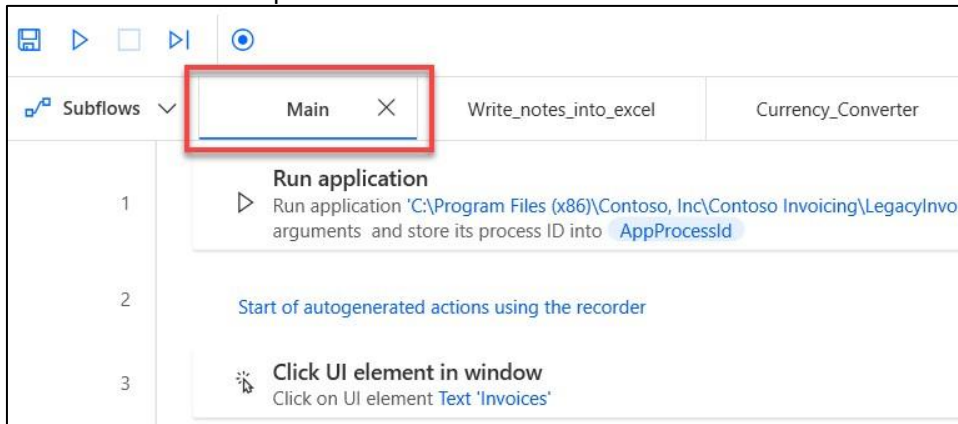 Subflows Main Write_notes_into_excel Currency_Converter
1 Run application
Run application 'C:\Program Files (x86)\Contoso, Inc\Contoso Invoicing\LegacyInvo
arguments and store its process ID into AppProcessId
2 Start of autogenerated actions using the recorder
3 Click UI element in window
Click on UI element Text 'Invoices'